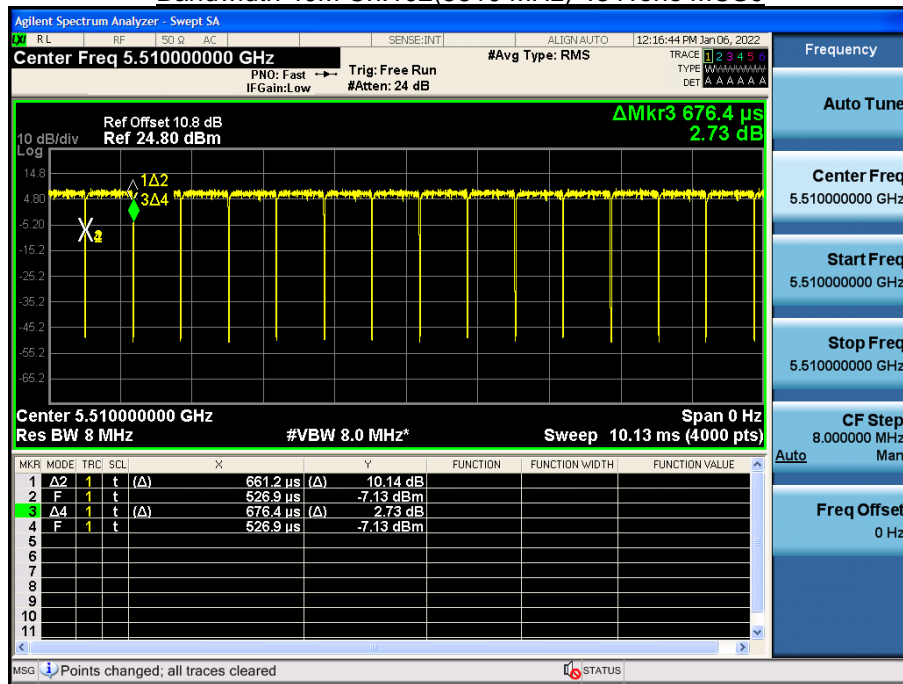 Agilent Spectrum Analyzer - Swept SA
LXI RL RF 50 Ω AC SENSE:INT ALIGN AUTO 12:16:44 PM Jan 06, 2022
Center Freq 5.510000000 GHz
#Avg Type: RMS
TRACE 1 2 3 4 5 6
TYPE WWWWWW
DET A A A A A A
PNO: Fast
IFGain:Low
Trig: Free Run
#Atten: 24 dB
ΔMkr3 676.4 µs
2.73 dB
10 dB/div
Log
Ref Offset 10.8 dB
Ref 24.80 dBm
14.8
4.80
-5.20
-15.2
-25.2
-35.2
-45.2
-55.2
-65.2
1Δ2
3Δ4
Center 5.510000000 GHz
Span 0 Hz
Res BW 8 MHz
#VBW 8.0 MHz*
Sweep 10.13 ms (4000 pts)
MKR MODE TRC SCL X Y FUNCTION FUNCTION WIDTH FUNCTION VALUE
1 Δ2 1 t (Δ) 661.2 µs (Δ) 10.14 dB
2 F 1 t 526.9 µs -7.13 dBm
3 Δ4 1 t (Δ) 676.4 µs (Δ) 2.73 dB
4 F 1 t 526.9 µs -7.13 dBm
5
6
7
8
9
10
11
MSG Points changed; all traces cleared
STATUS
Frequency
Auto Tune
Center Freq
5.510000000 GHz
Start Freq
5.510000000 GHz
Stop Freq
5.510000000 GHz
CF Step
8.000000 MHz
Auto Man
Freq Offset
0 Hz